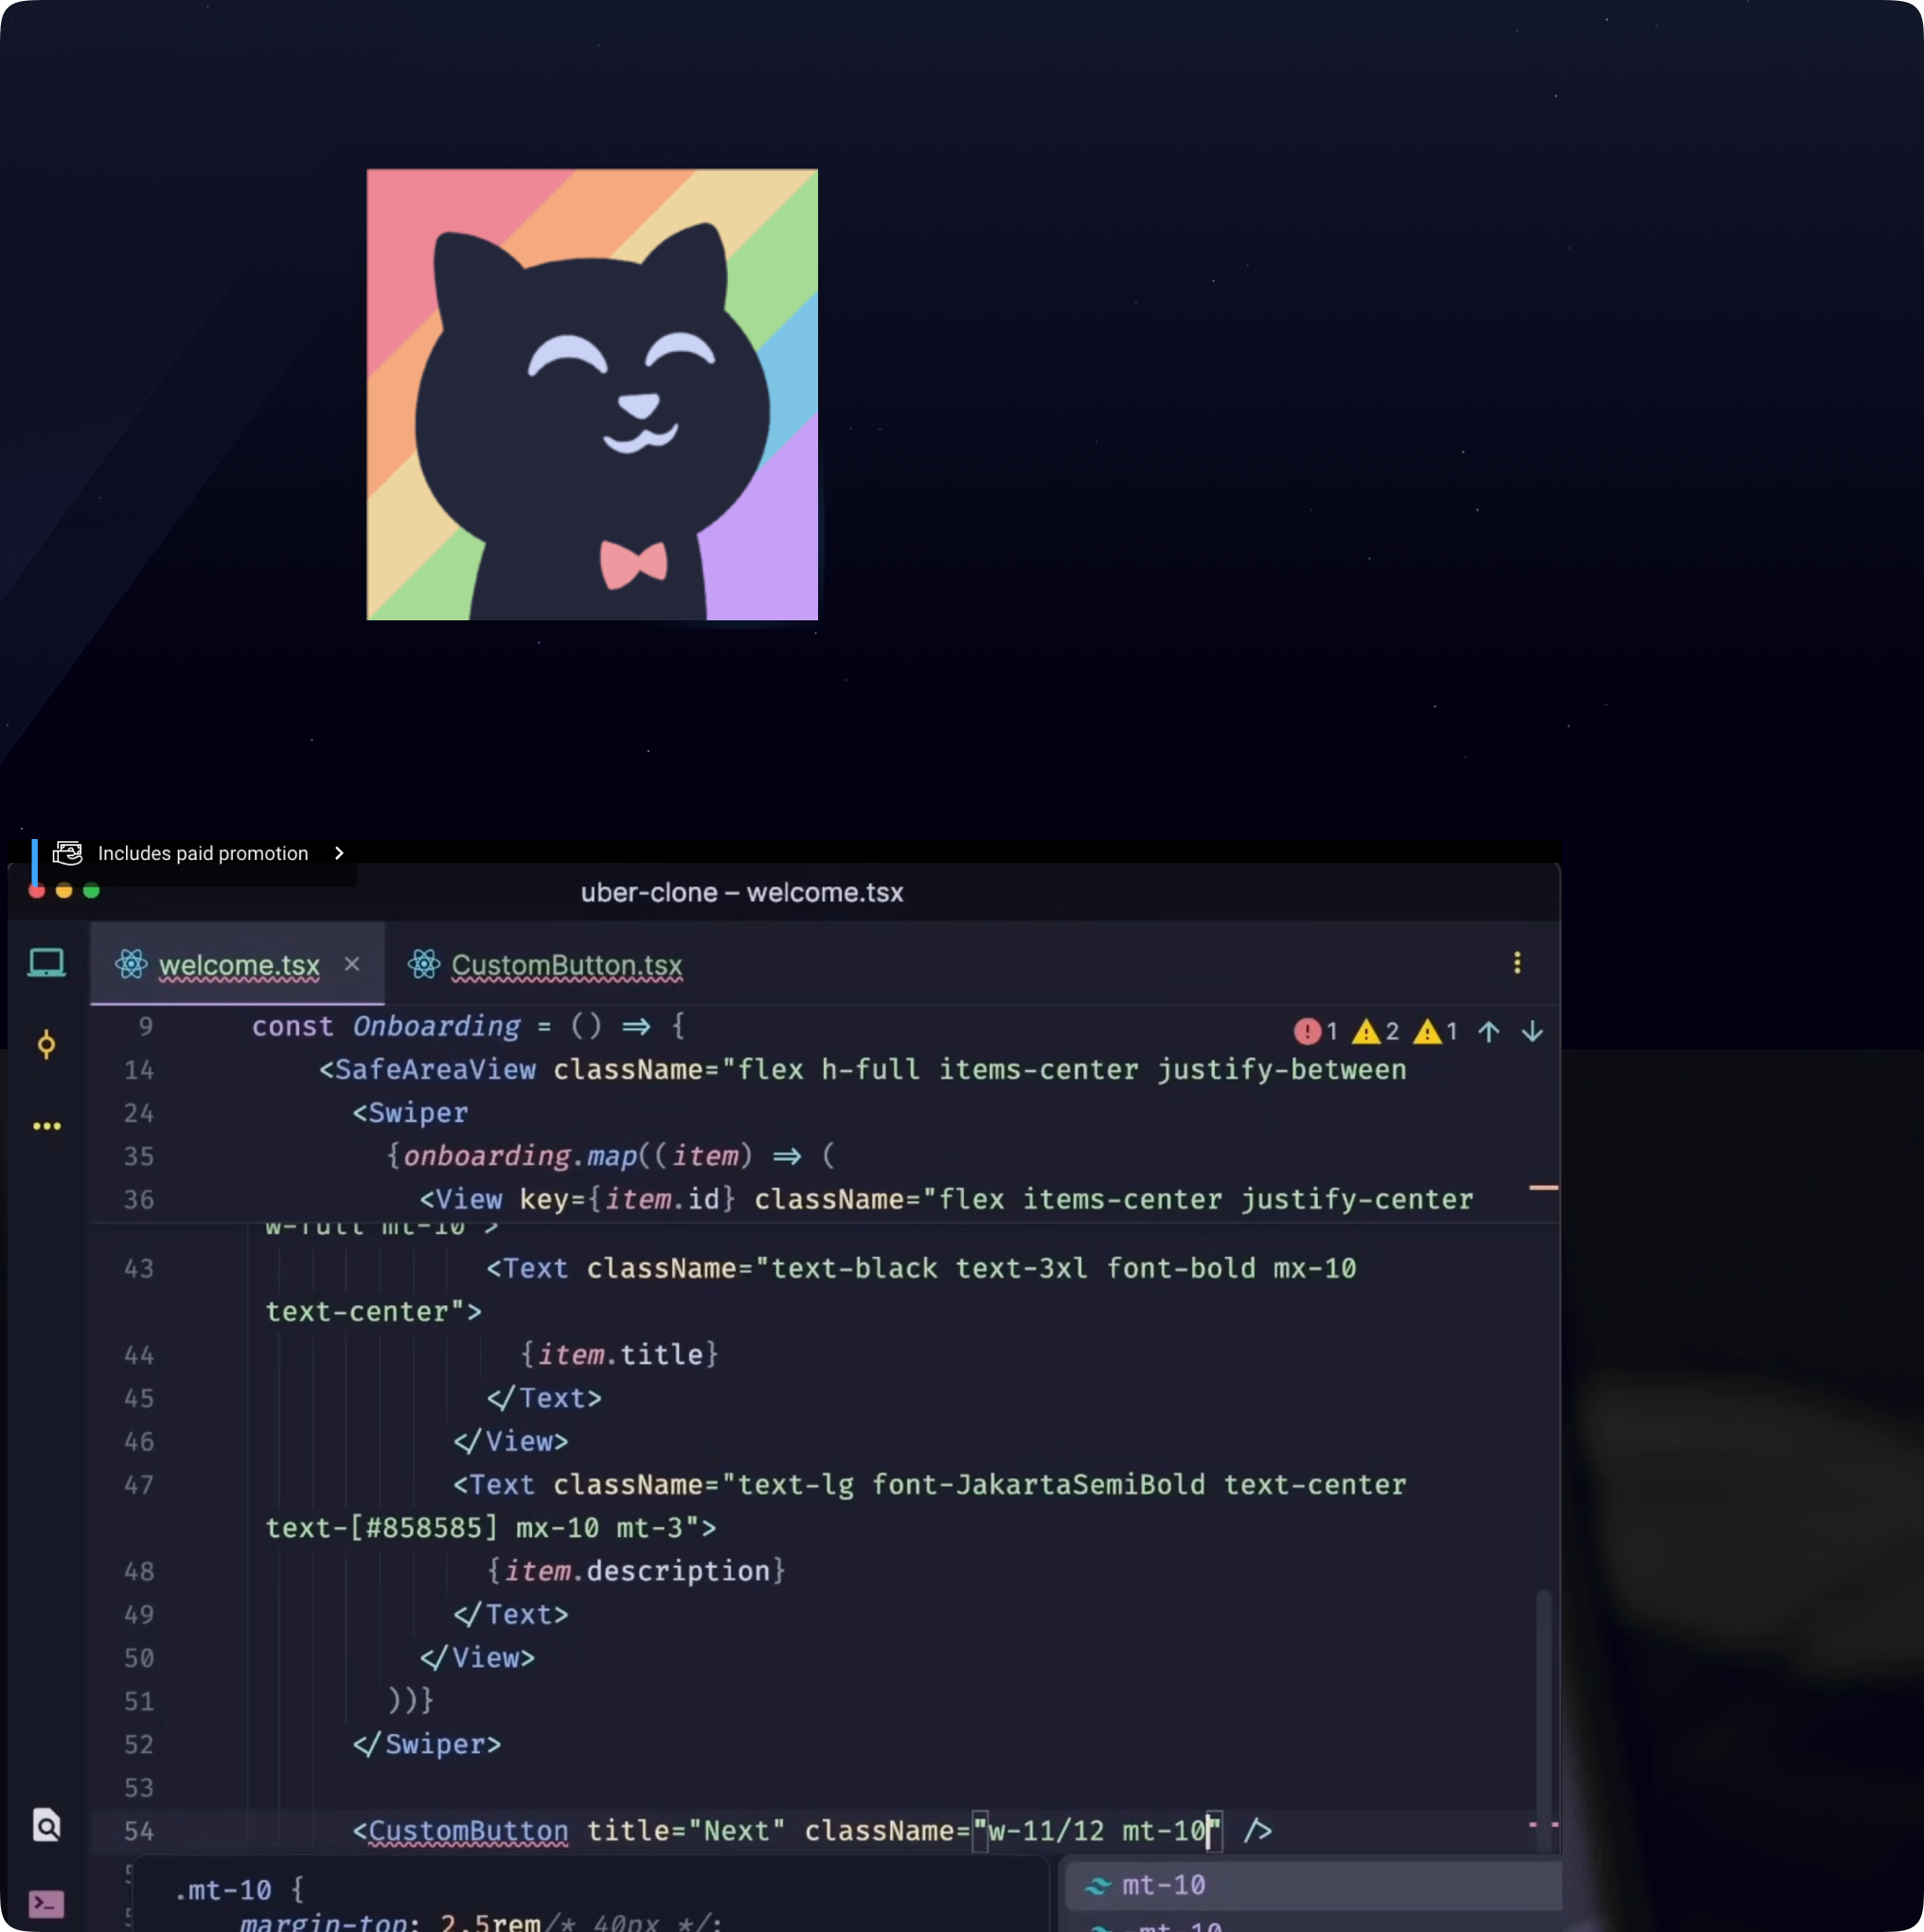 Includes paid promotion
uber-clone – welcome.tsx
welcome.tsx ×
CustomButton.tsx
9 const Onboarding = () => {
1 2 1
14 <SafeAreaView className="flex h-full items-center justify-between
24 <Swiper
35 {onboarding.map((item) => (
36 <View key={item.id} className="flex items-center justify-center
w-full mt-10">
43 <Text className="text-black text-3xl font-bold mx-10
text-center">
44 {item.title}
45 </Text>
46 </View>
47 <Text className="text-lg font-JakartaSemiBold text-center
text-[#858585] mx-10 mt-3">
48 {item.description}
49 </Text>
50 </View>
51 ))}
52 </Swiper>
53
54 <CustomButton title="Next" className="w-11/12 mt-10" />
.mt-10 {
margin-top: 2.5rem/* 40px */;
mt-10
-mt-10